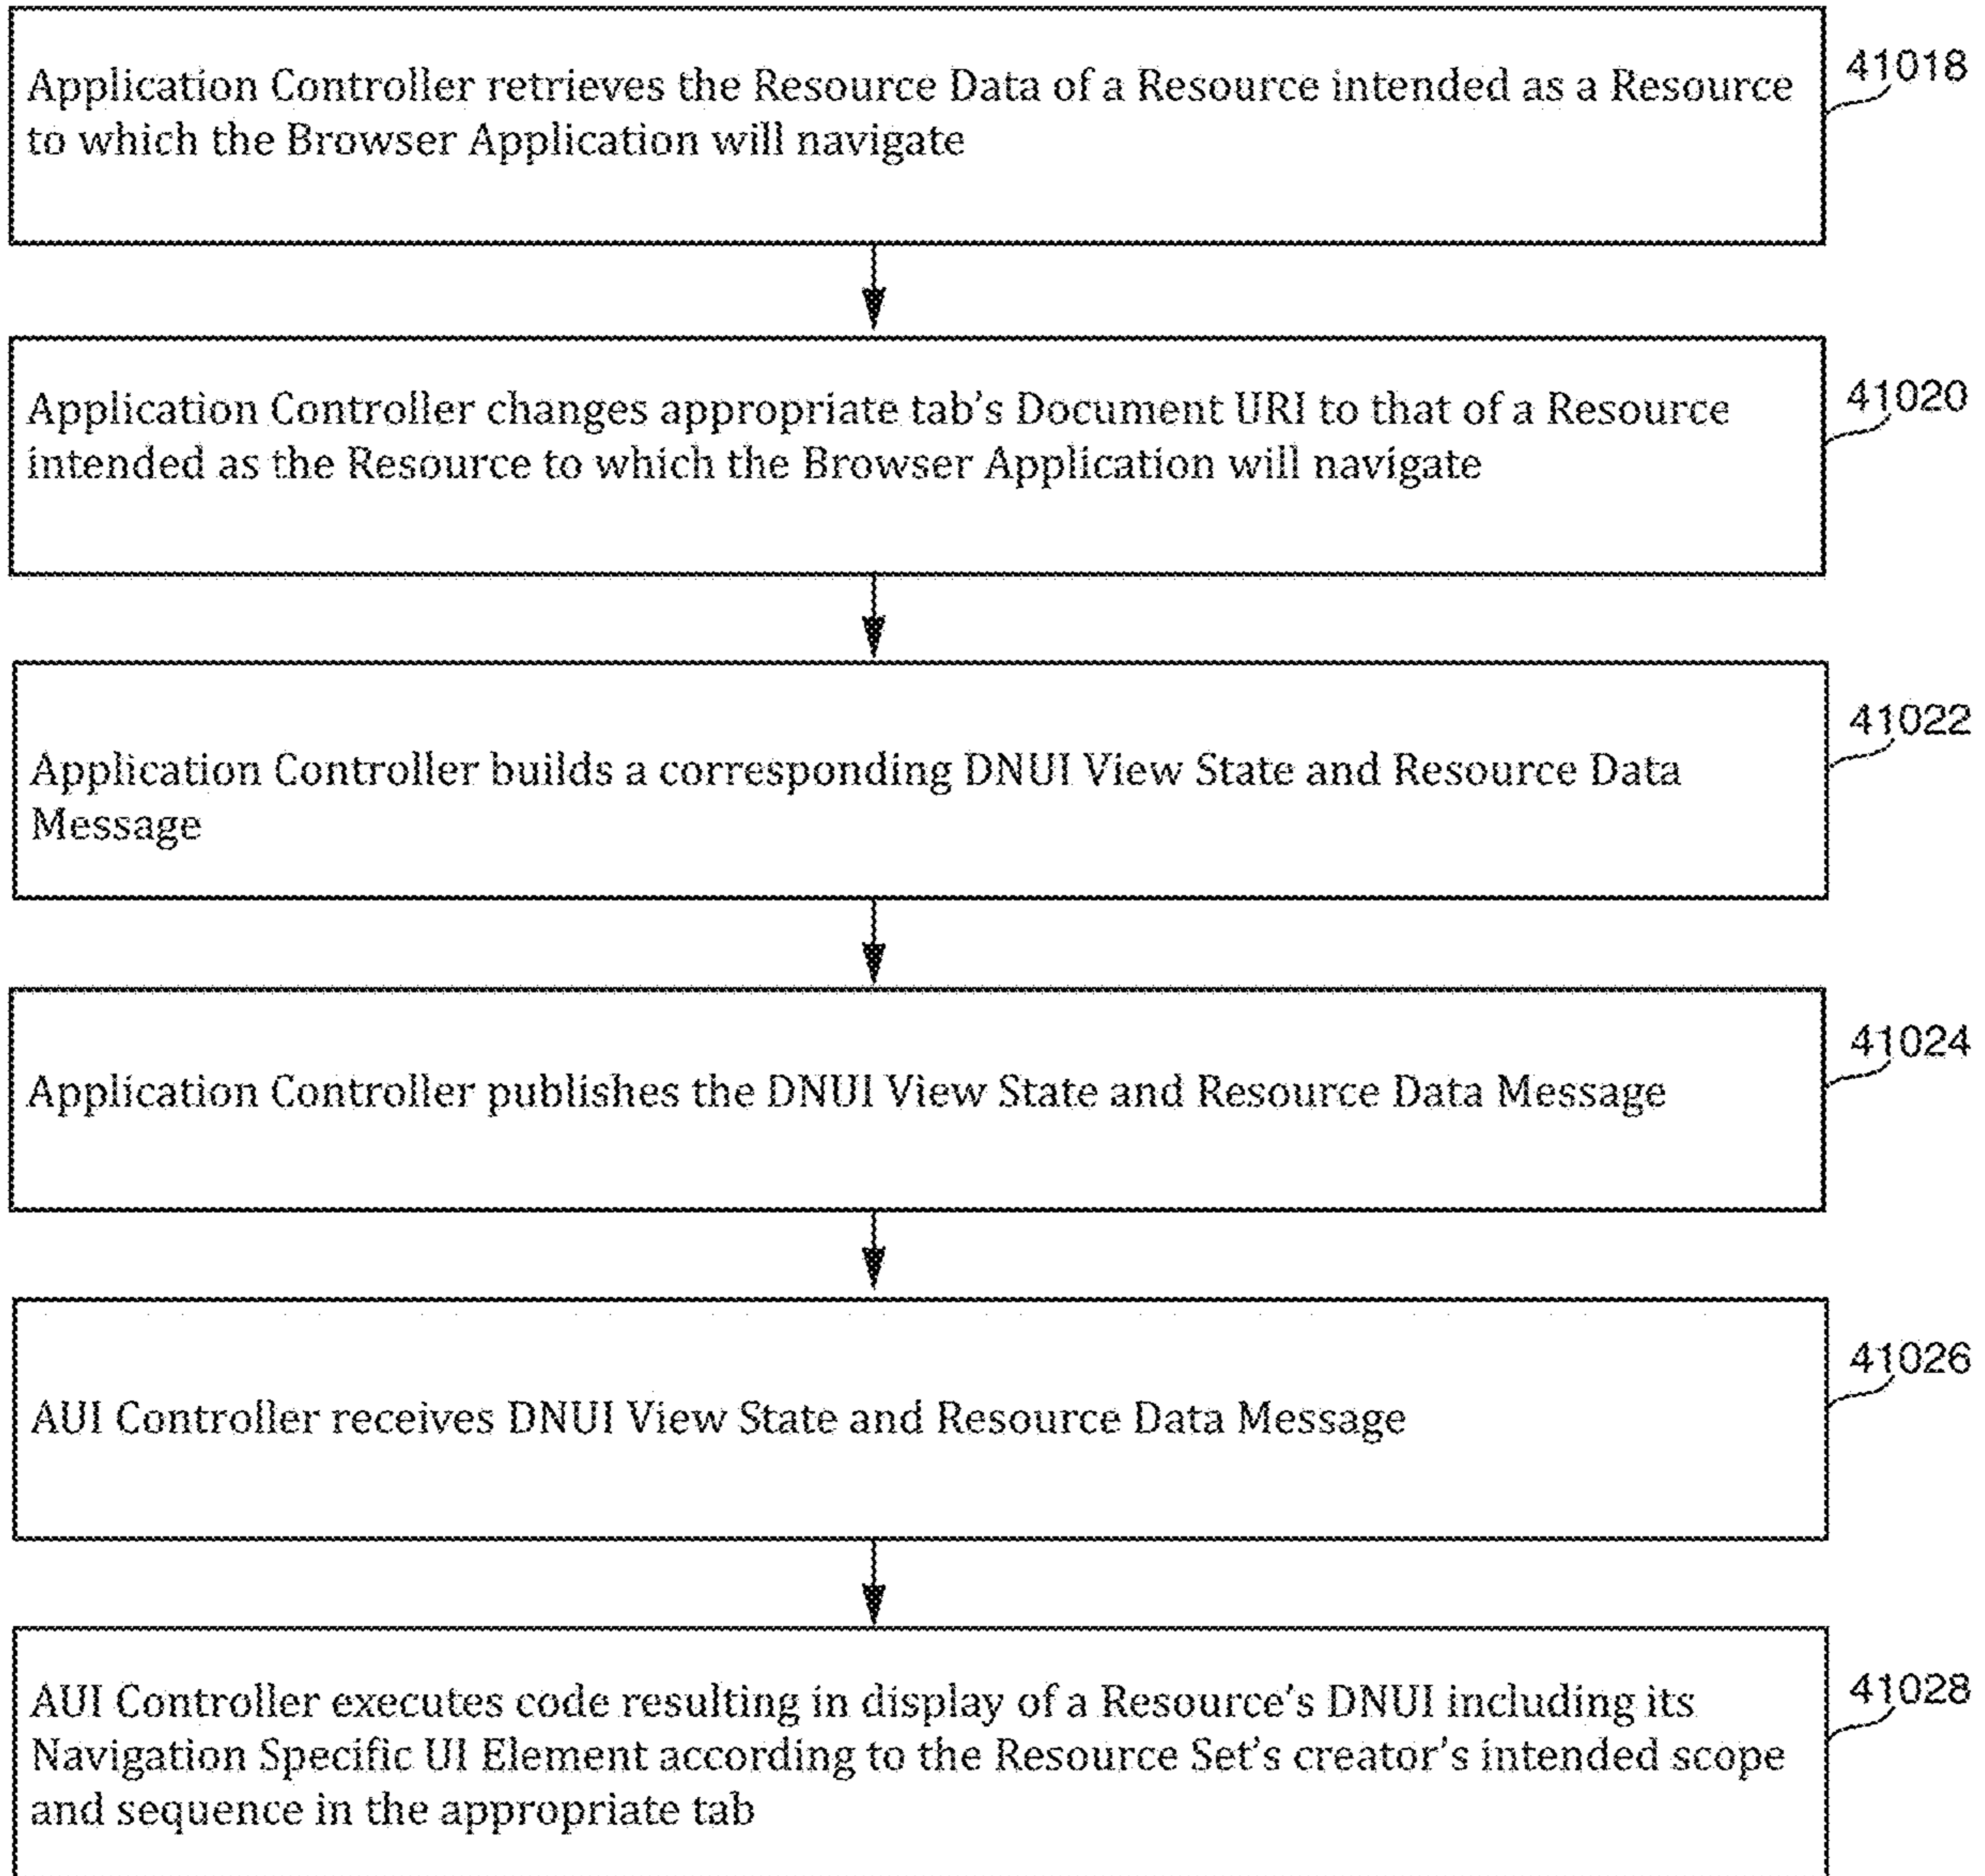 41018
Application Controller retrieves the Resource Data of a Resource intended as a Resource
to which the Browser Application will navigate
41020
Application Controller changes appropriate tab's Document URI to that of a Resource
intended as the Resource to which the Browser Application will navigate
41022
Application Controller builds a corresponding DNUI View State and Resource Data
Message
41024
Application Controller publishes the DNUI View State and Resource Data Message
41026
AUI Controller receives DNUI View State and Resource Data Message
41028
AUI Controller executes code resulting in display of a Resource's DNUI including its
Navigation Specific UI Element according to the Resource Set's creator's intended scope
and sequence in the appropriate tab